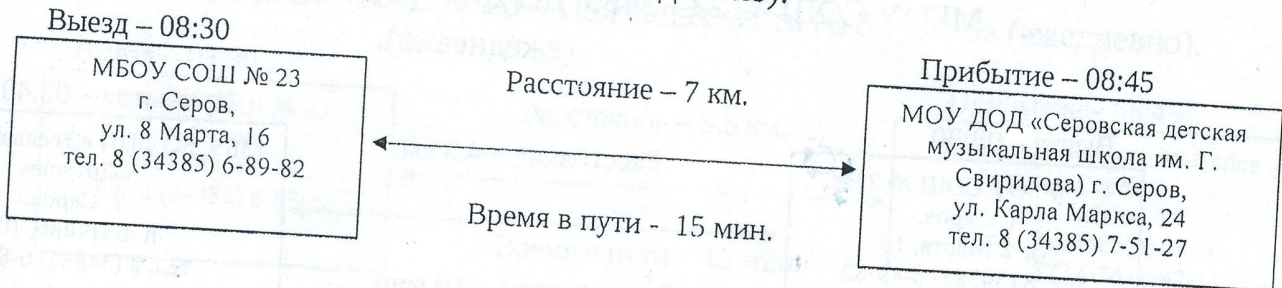 Выезд – 08:30
МБОУ СОШ № 23
г. Серов,
ул. 8 Марта, 16
тел. 8 (34385) 6-89-82
Расстояние – 7 км.
Время в пути - 15 мин.
Прибытие – 08:45
МОУ ДОД «Серовская детская
музыкальная школа им. Г.
Свиридова) г. Серов,
ул. Карла Маркса, 24
тел. 8 (34385) 7-51-27